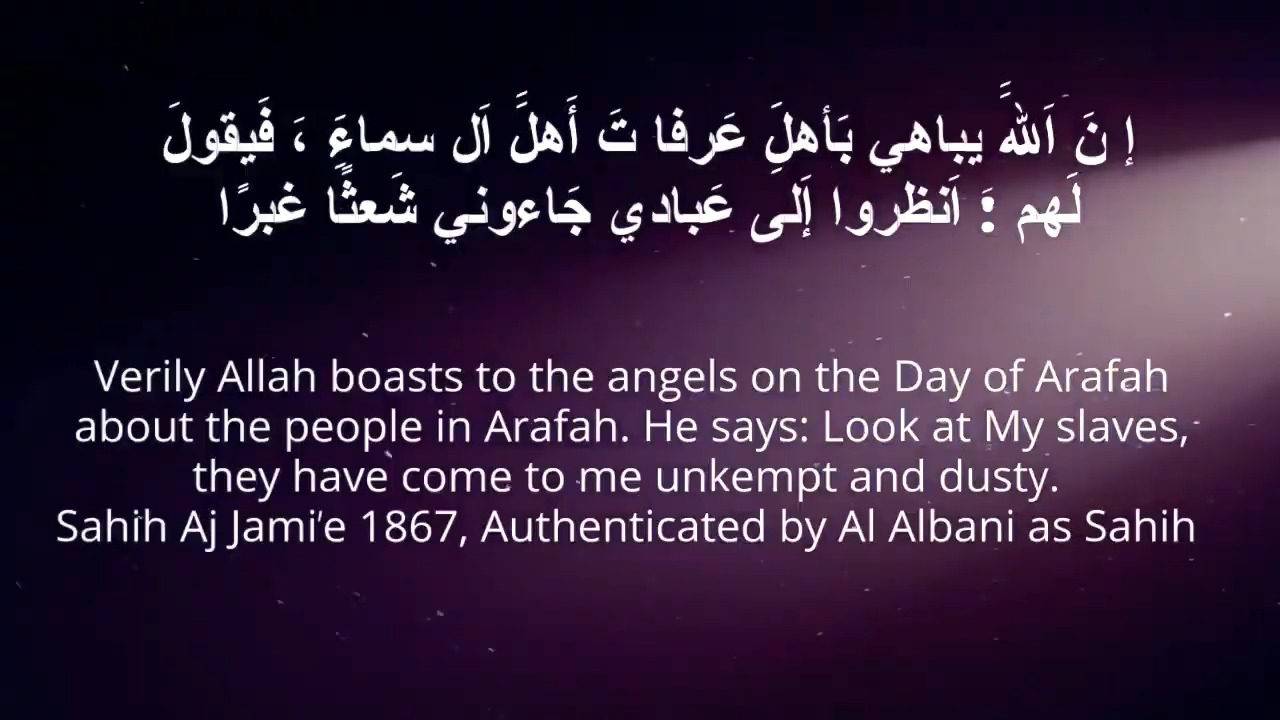 إ نَ اَللهََ يباهي بَأهلَِ عَرفا تَ أَهلََ اَل سماءََِ ، فَيقولَ
لَهم : َ اَنظروا إَلى عَبادي جَاءوني شَعثًا غبرًا
Verily Allah boasts to the angels on the Day of Arafah
about the people in Arafah. He says: Look at My slaves,
they have come to me unkempt and dusty.
Sahih Aj Jami’e 1867, Authenticated by Al Albani as Sahih